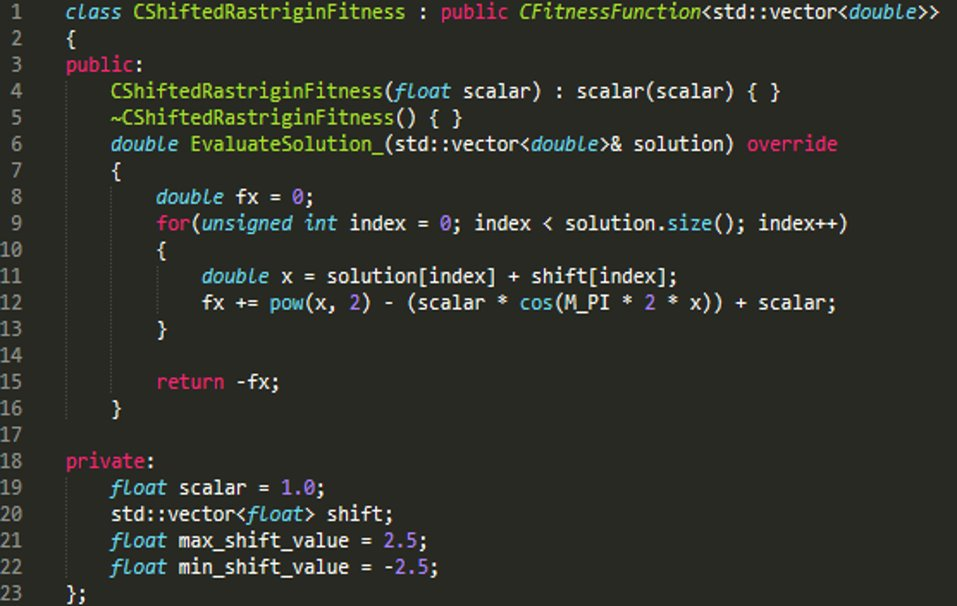 1 class CShiftedRastriginFitness : public CFitnessFunction<std::vector<double>>
2 {
3 public:
4     CShiftedRastriginFitness(float scalar) : scalar(scalar) { }
5     ~CShiftedRastriginFitness() { }
6     double EvaluateSolution_(std::vector<double>& solution) override
7     {
8         double fx = 0;
9         for(unsigned int index = 0; index < solution.size(); index++)
10         {
11             double x = solution[index] + shift[index];
12             fx += pow(x, 2) - (scalar * cos(M_PI * 2 * x)) + scalar;
13         }
14
15         return -fx;
16     }
17
18 private:
19     float scalar = 1.0;
20     std::vector<float> shift;
21     float max_shift_value = 2.5;
22     float min_shift_value = -2.5;
23 };